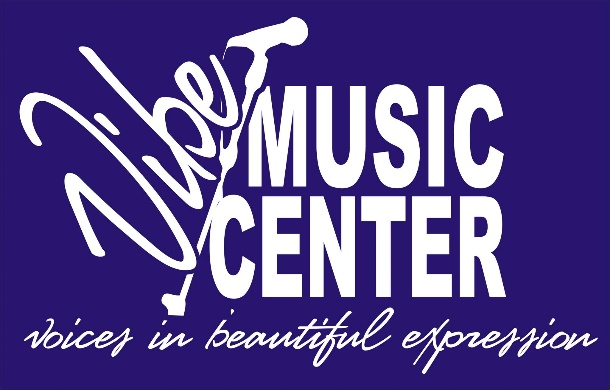 Vibe
MUSIC
CENTER
voices in beautiful expression